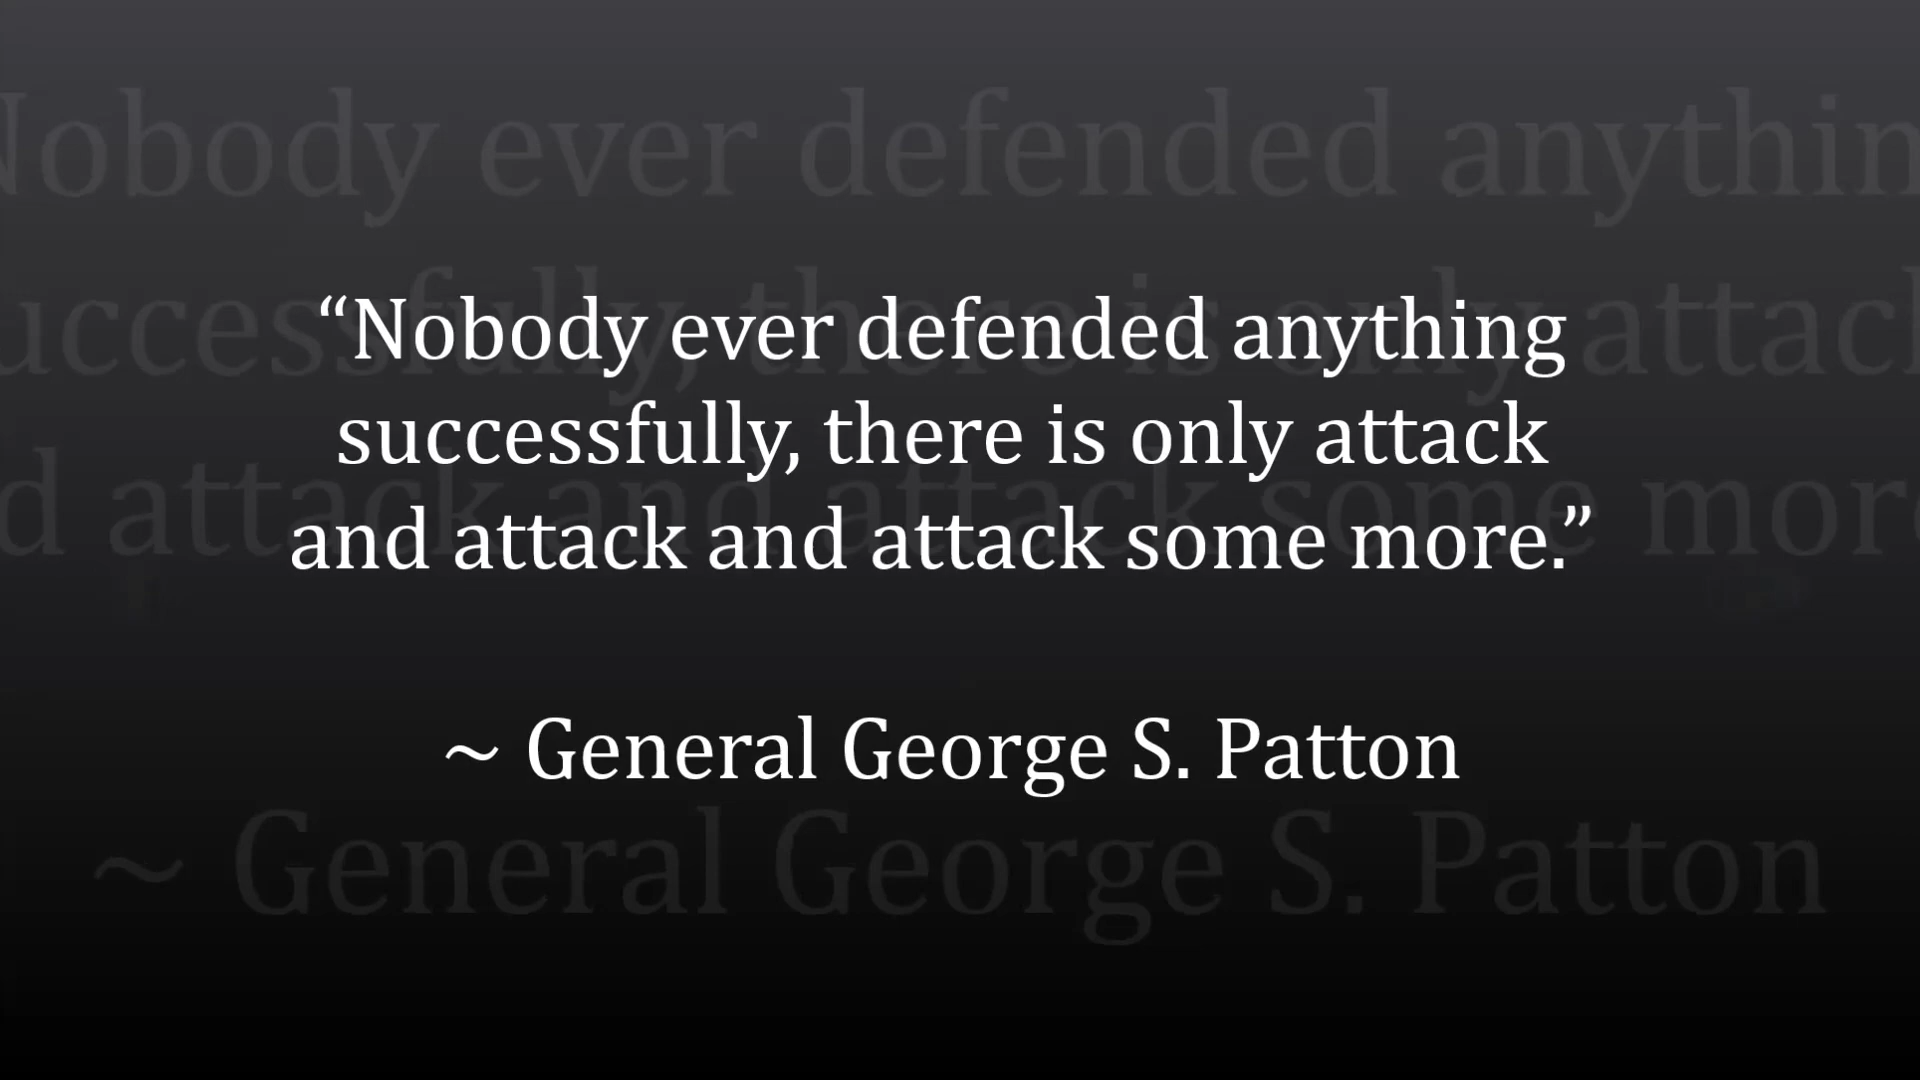 “Nobody ever defended anything
successfully, there is only attack
and attack and attack some more.”
~ General George S. Patton